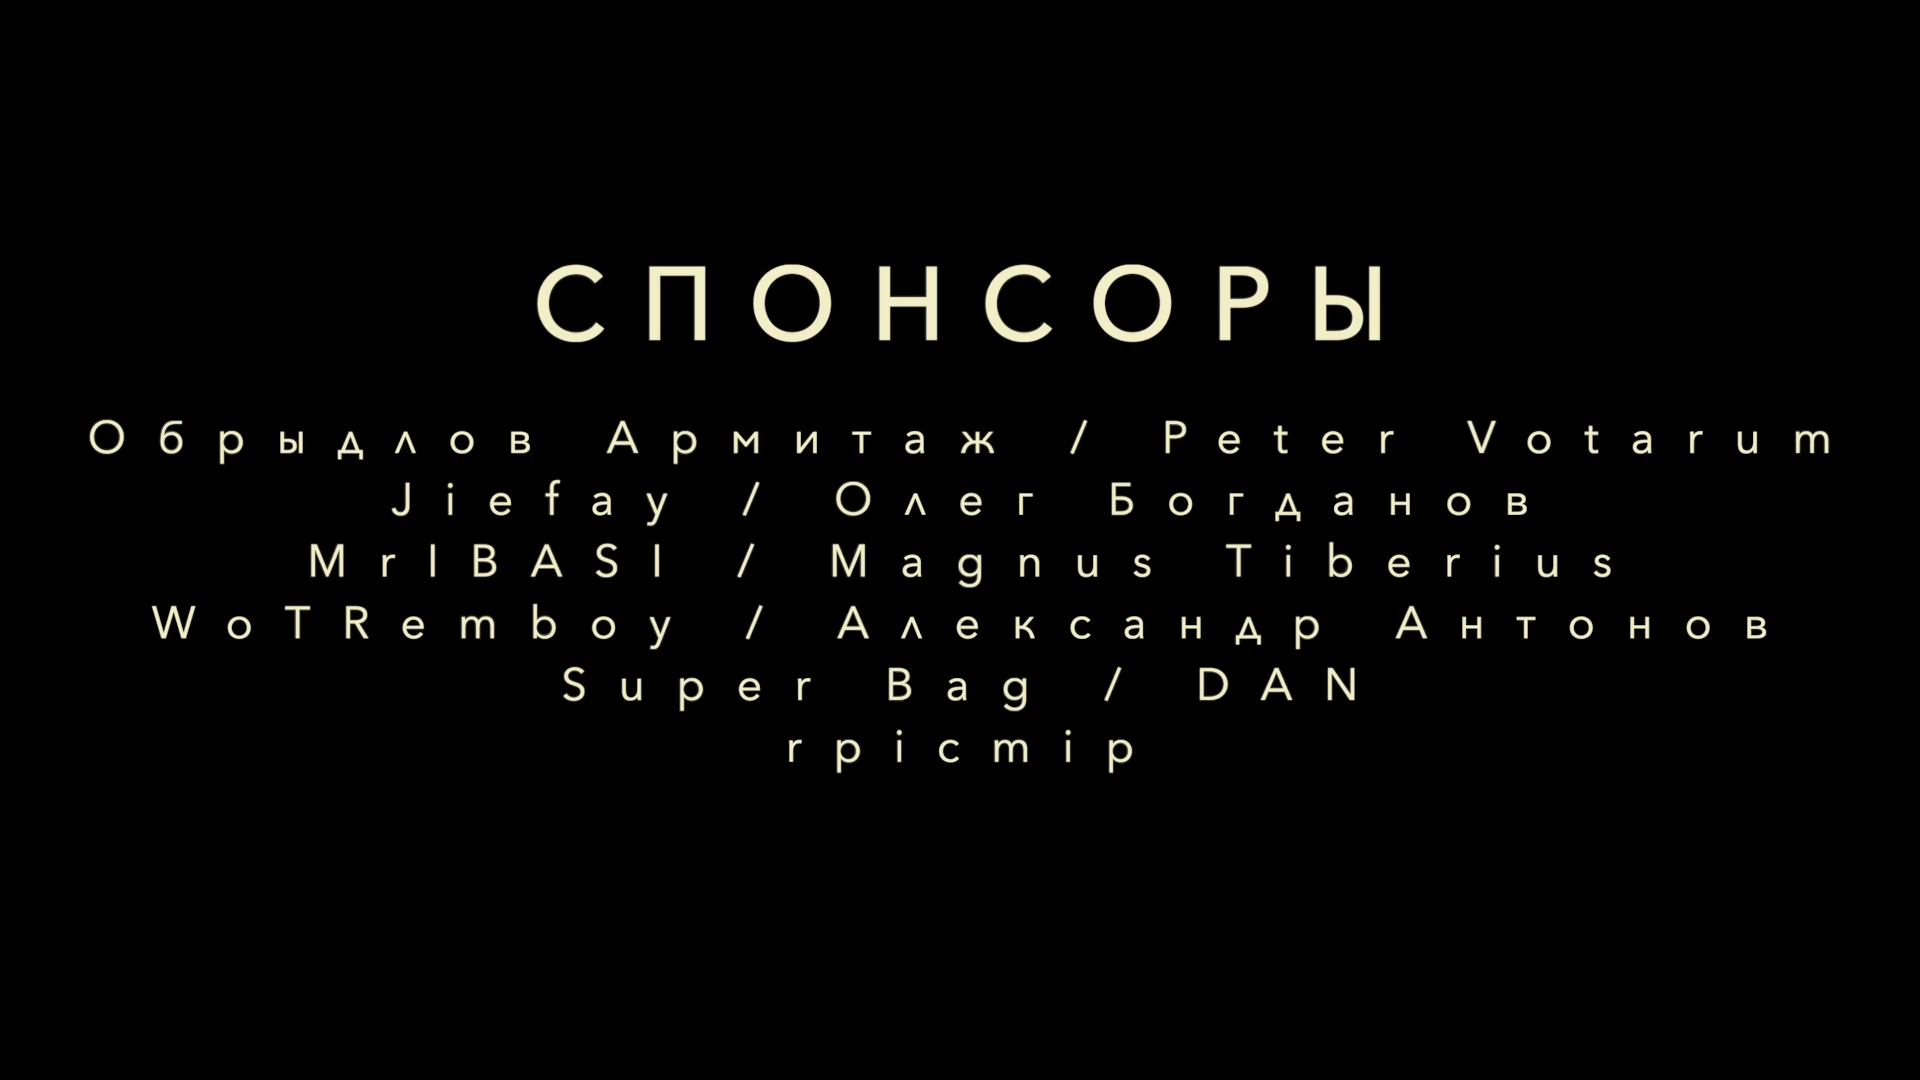 СПОНСОРЫ
Обрыдлов Армитаж / Peter Votarum
Jiefay / Олег Богданов
MrIBASI / Magnus Tiberius
WoTRemboy / Александр Антонов
Super Bag / DAN
rpicmip